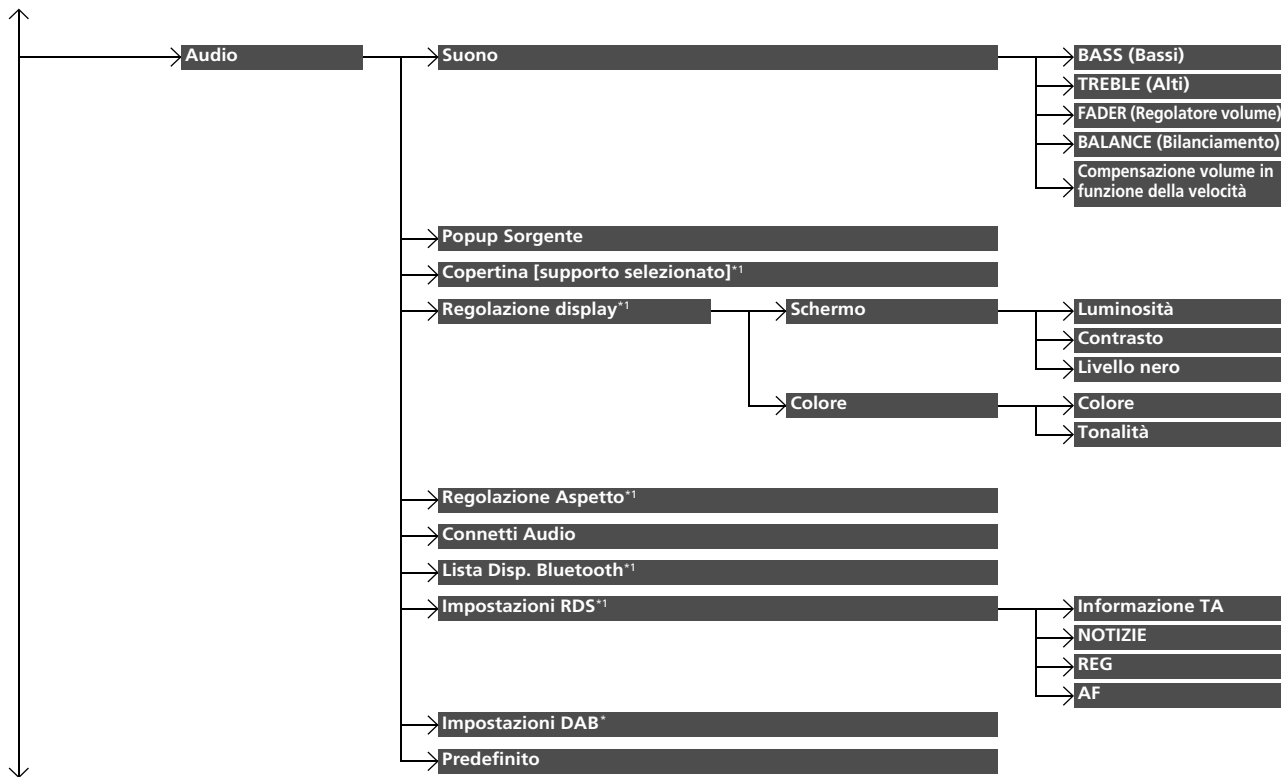 Audio
Suono
BASS (Bassi)
TREBLE (Alti)
FADER (Regolatore volume)
BALANCE (Bilanciamento)
Compensazione volume in
funzione della velocità
Popup Sorgente
Copertina [supporto selezionato]*1
Regolazione display*1
Schermo
Luminosità
Contrasto
Livello nero
Colore
Colore
Tonalità
Regolazione Aspetto*1
Connetti Audio
Lista Disp. Bluetooth*1
Impostazioni RDS*1
Informazione TA
NOTIZIE
REG
AF
Impostazioni DAB*
Predefinito